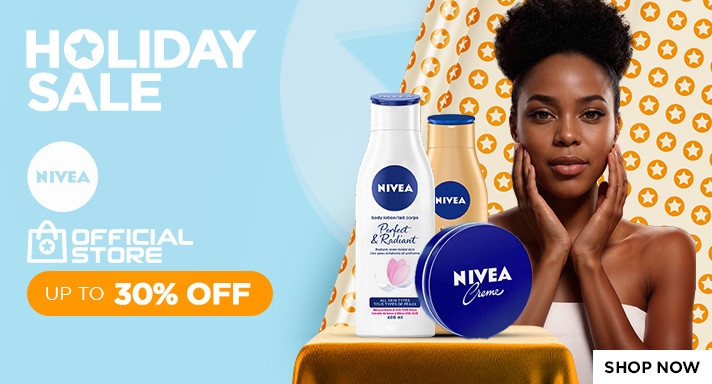 HOLIDAY
SALE
NIVEA
OFFICIAL
STORE
UP TO 30% OFF
NIVEA
body lotion/lait corps
Perfect
& Radiant
ALL SKIN TYPES
TOUS TYPES DE PEAUX
400 ml
NIVEA
NIVEA
Creme
SHOP NOW